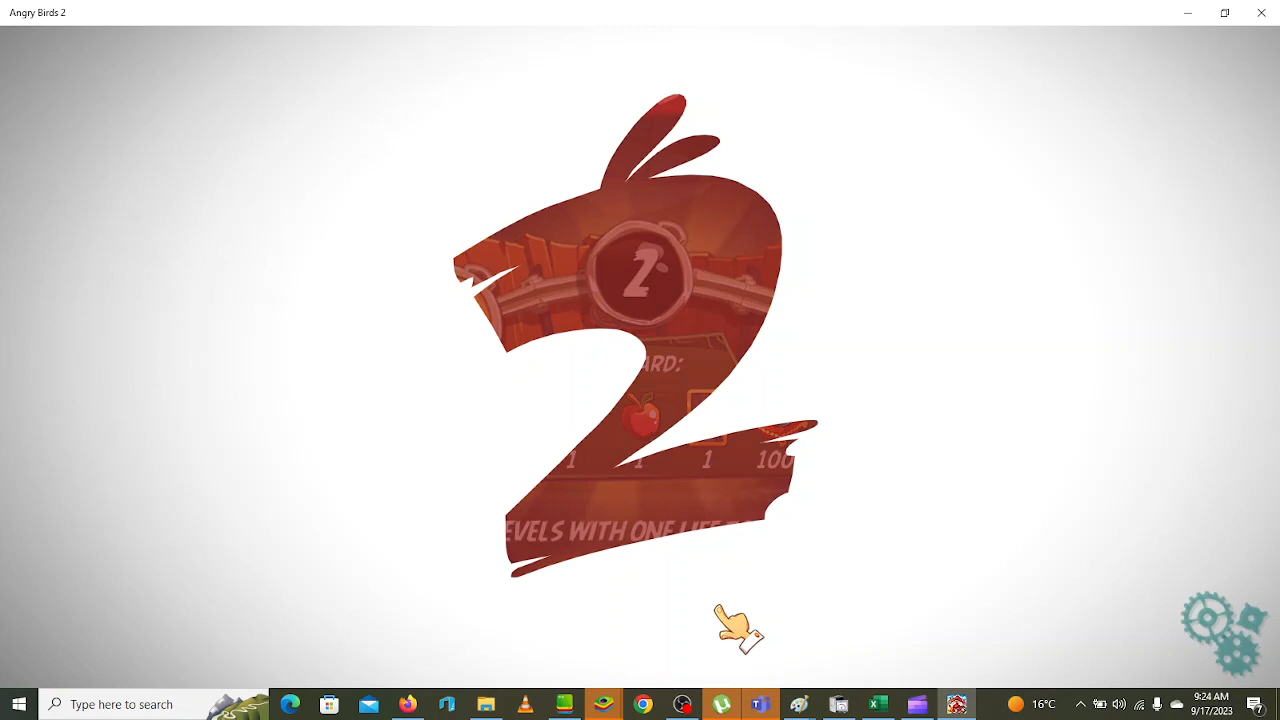 Angry Birds 2
2
ARD:
1 1 1 100
EVELS WITH ONE LIFE
Type here to search
16°C
9:24 AM
9/17/2023